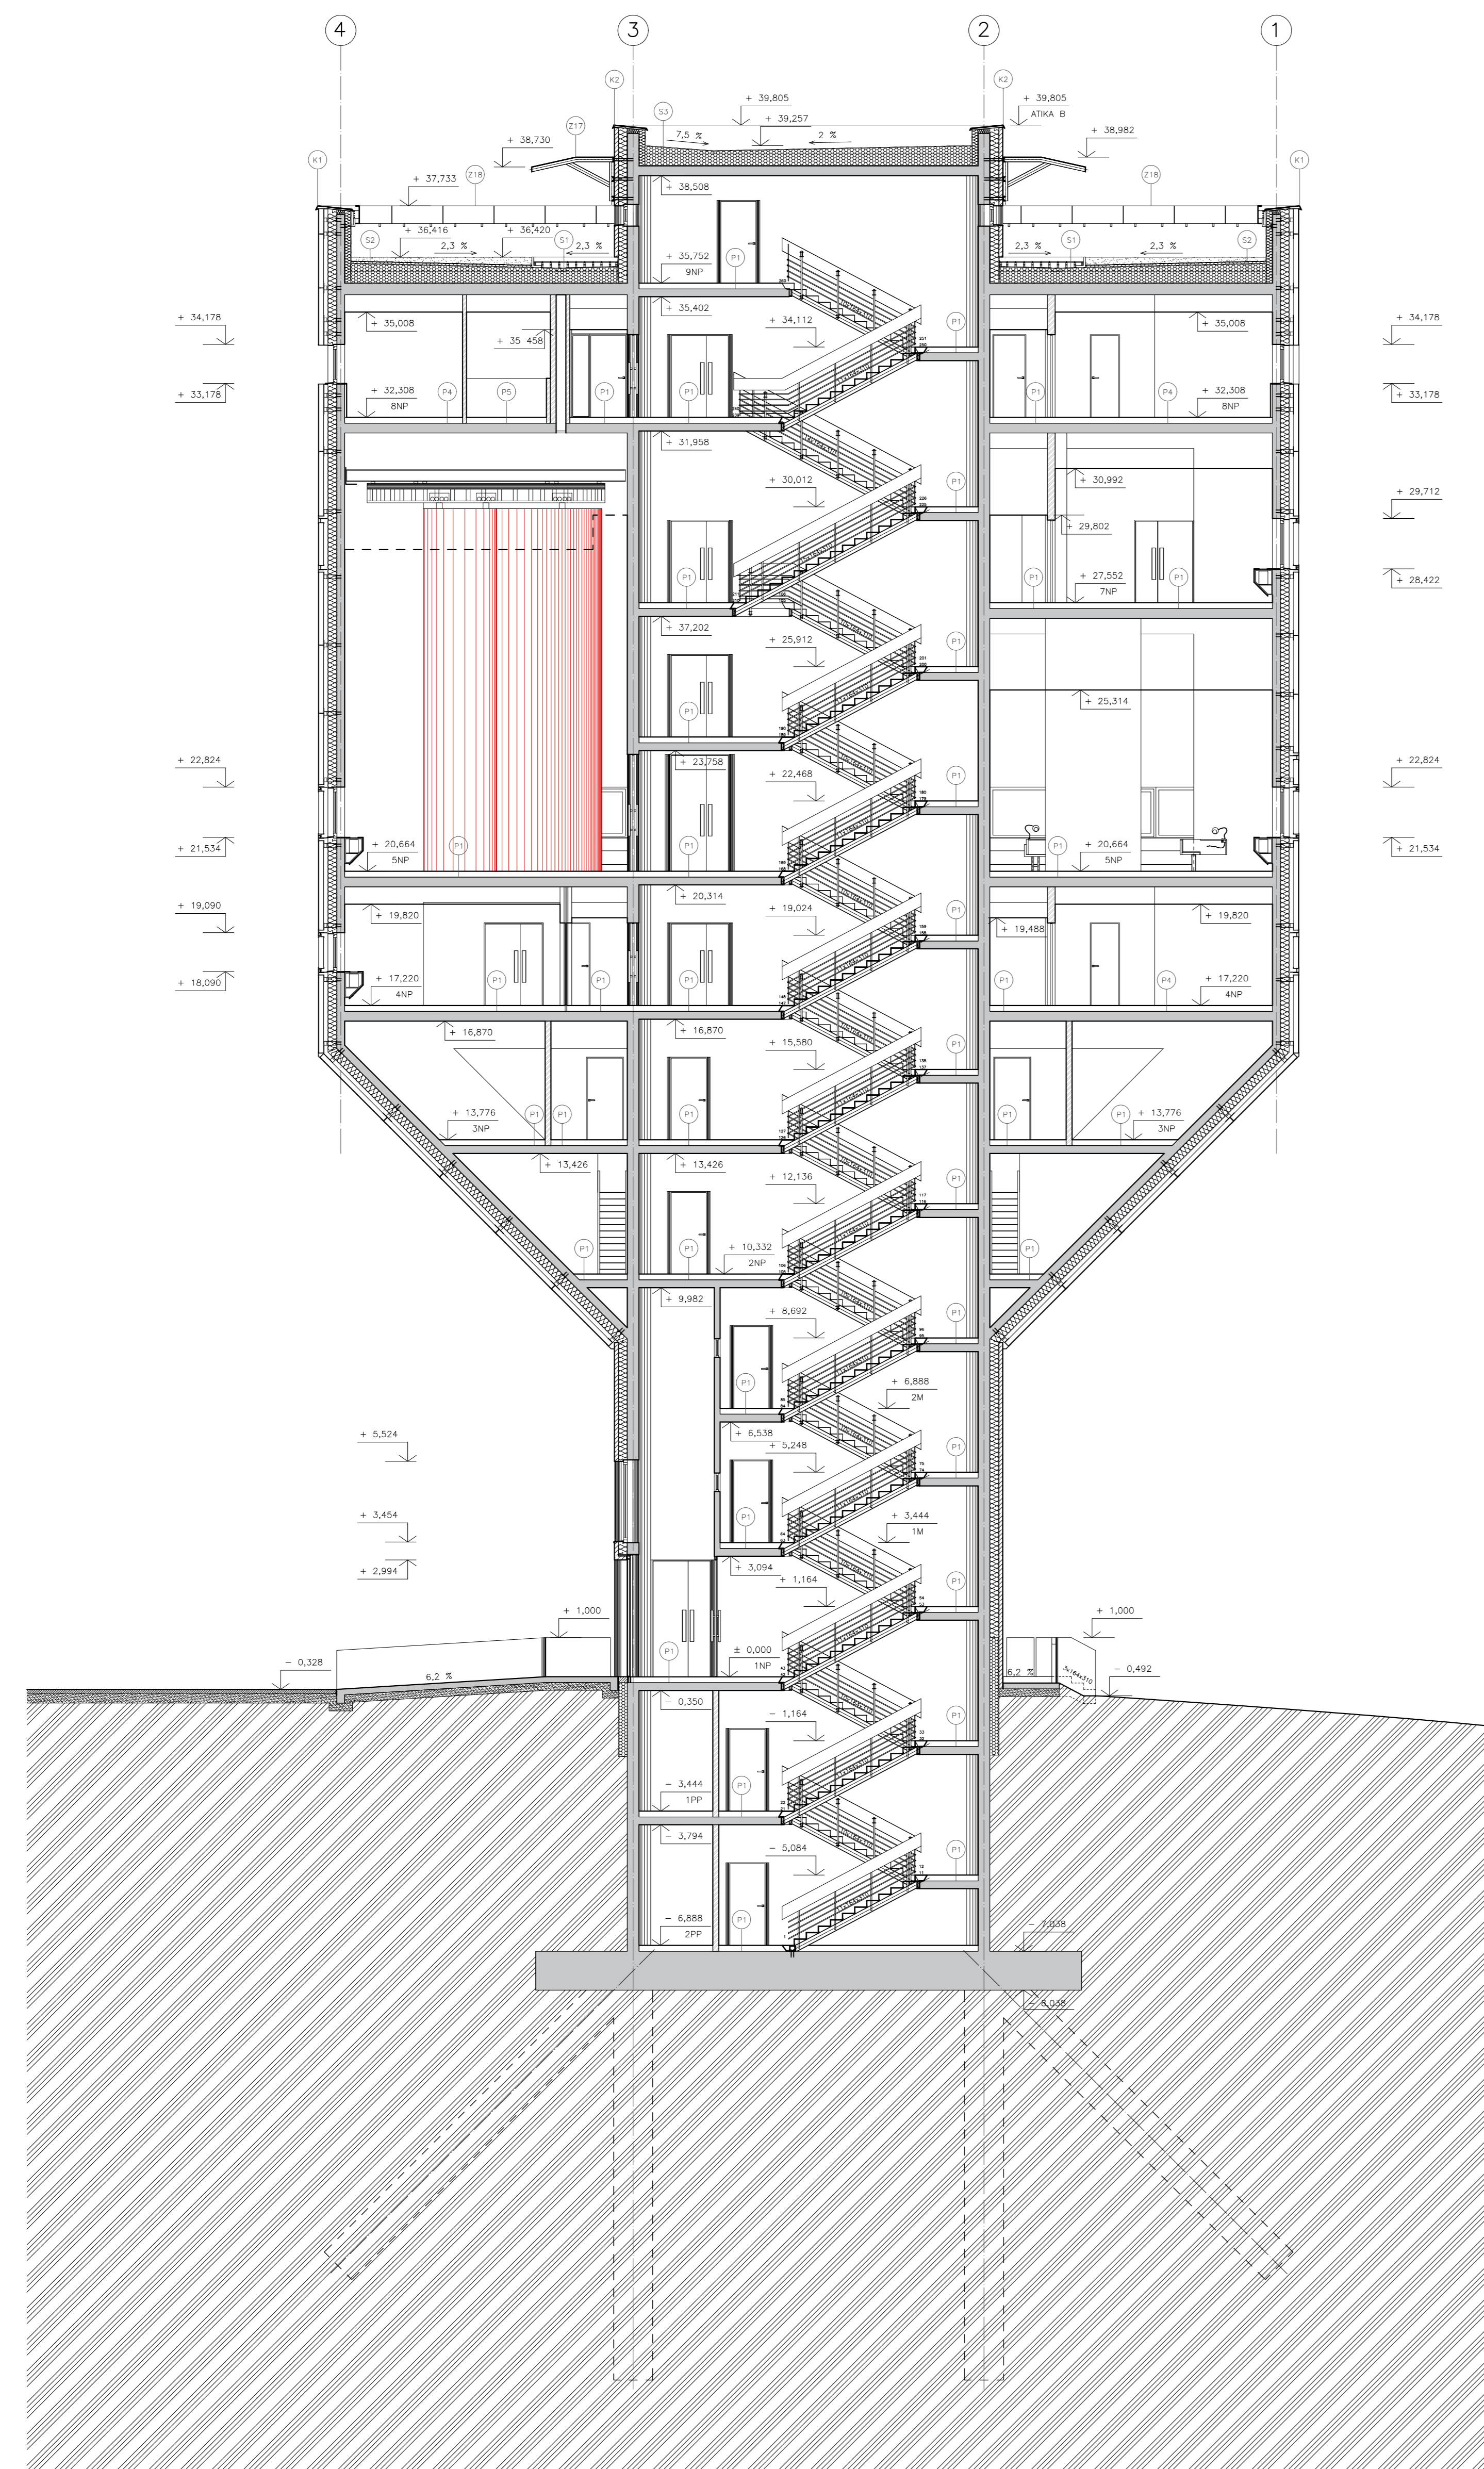 4
3
2
1
K2
K2
+ 39,805
+ 39,805
ATIKA B
S3
+ 39,257
7,5 %
2 %
Z17
+ 38,730
+ 38,982
K1
K1
+ 38,508
Z18
Z18
+ 37,733
S2
+ 36,416
+ 36,420
S1
2,3 %
2,3 %
2,3 %
S1
2,3 %
S2
+ 35,752
9NP
P1
+ 35,402
+ 34,178
+ 35,008
+ 34,112
P1
+ 35,008
+ 34,178
+ 35 458
+ 33,178
+ 32,308
8NP
P4
P5
P1
P1
P1
P4
+ 32,308
8NP
+ 33,178
+ 31,958
+ 30,012
P1
+ 30,992
+ 29,712
+ 29,802
P1
P1
+ 27,552
7NP
P1
+ 28,422
+ 37,202
+ 25,912
P1
P1
+ 25,314
+ 22,824
+ 23,758
+ 22,468
P1
+ 22,824
+ 21,534
+ 20,664
5NP
P1
P1
P1
+ 20,664
5NP
+ 21,534
+ 20,314
+ 19,090
+ 19,820
+ 19,024
P1
+ 19,488
+ 19,820
+ 18,090
+ 17,220
4NP
P1
P1
P1
P1
P4
+ 17,220
4NP
+ 16,870
+ 16,870
+ 15,580
P1
+ 13,776
3NP
P1
P1
P1
P1
P1
+ 13,776
3NP
+ 13,426
+ 13,426
+ 12,136
P1
P1
P1
+ 10,332
2NP
P1
+ 9,982
+ 8,692
P1
P1
+ 6,888
2M
+ 6,538
+ 5,524
+ 5,248
P1
P1
+ 3,454
+ 3,444
1M
+ 2,994
+ 3,094
+ 1,164
P1
+ 1,000
+ 1,000
P1
± 0,000
1NP
- 0,328
6,2 %
6,2 %
3x164x310
- 0,492
- 0,350
- 1,164
P1
- 3,444
1PP
P1
- 3,794
- 5,084
P1
- 6,888
2PP
P1
- 7,038
- 8,038